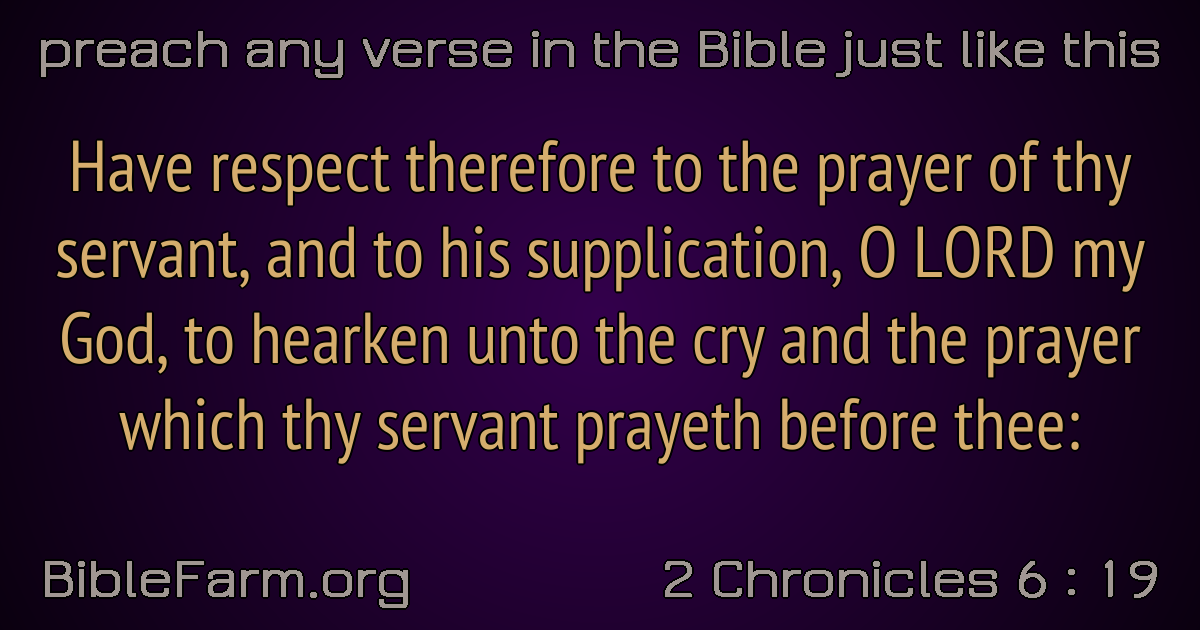 preach any verse in the Bible just like this
Have respect therefore to the prayer of thy
servant, and to his supplication, O LORD my
God, to hearken unto the cry and the prayer
which thy servant prayeth before thee:
BibleFarm.org
2 Chronicles 6 : 19